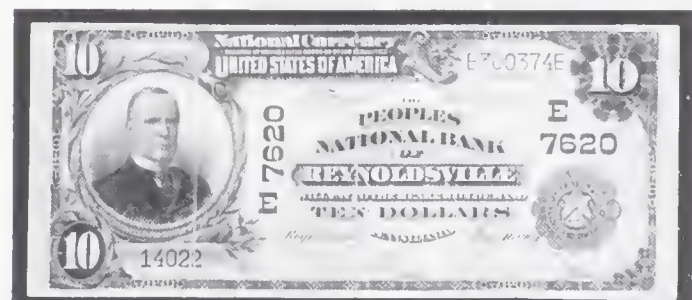 10
National Currency
UNITED STATES OF AMERICA
10
THE
PEOPLES
NATIONAL BANK
OF
REYNOLDSVILLE
TEN DOLLARS
E 7620
E
7620
10
14022